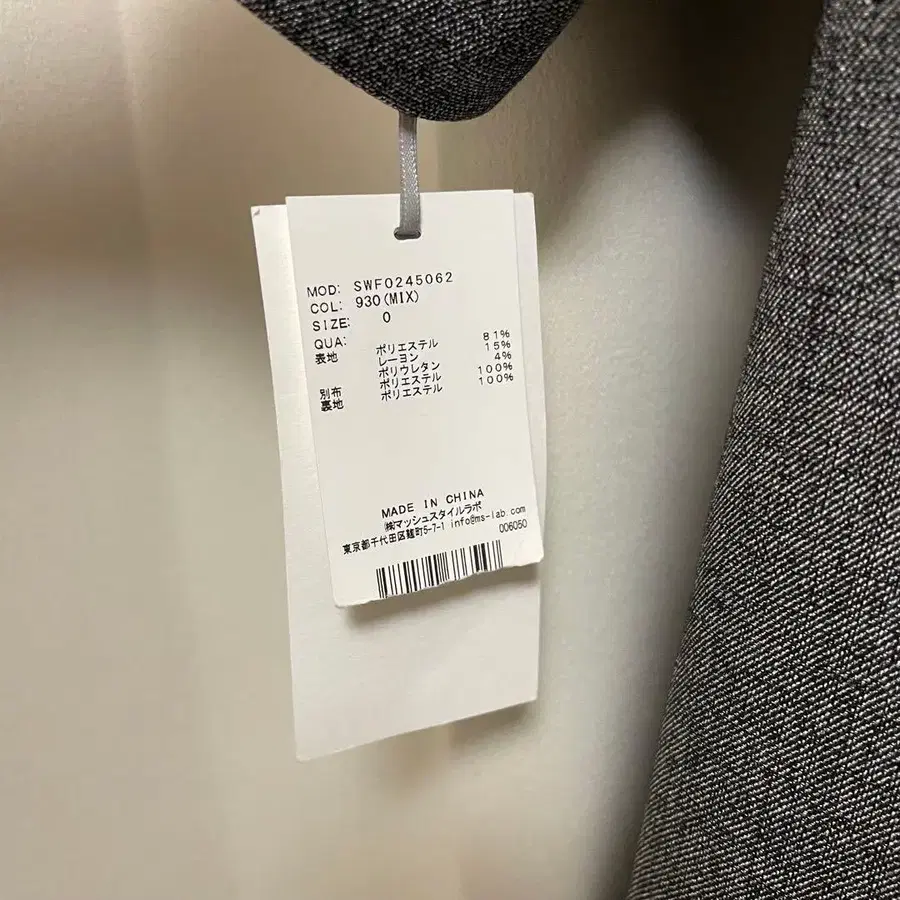 MOD: SWF0245062
COL: 930(MIX)
SIZE: 0
QUA:
表地 ポリエステル 81%
レーヨン 15%
ポリウレタン 4%
別布 ポリエステル 100%
裏地 ポリエステル 100%
MADE IN CHINA
㈱マッシュスタイルラボ
東京都千代田区麹町5-7-1 info@ms-lab.com
006050